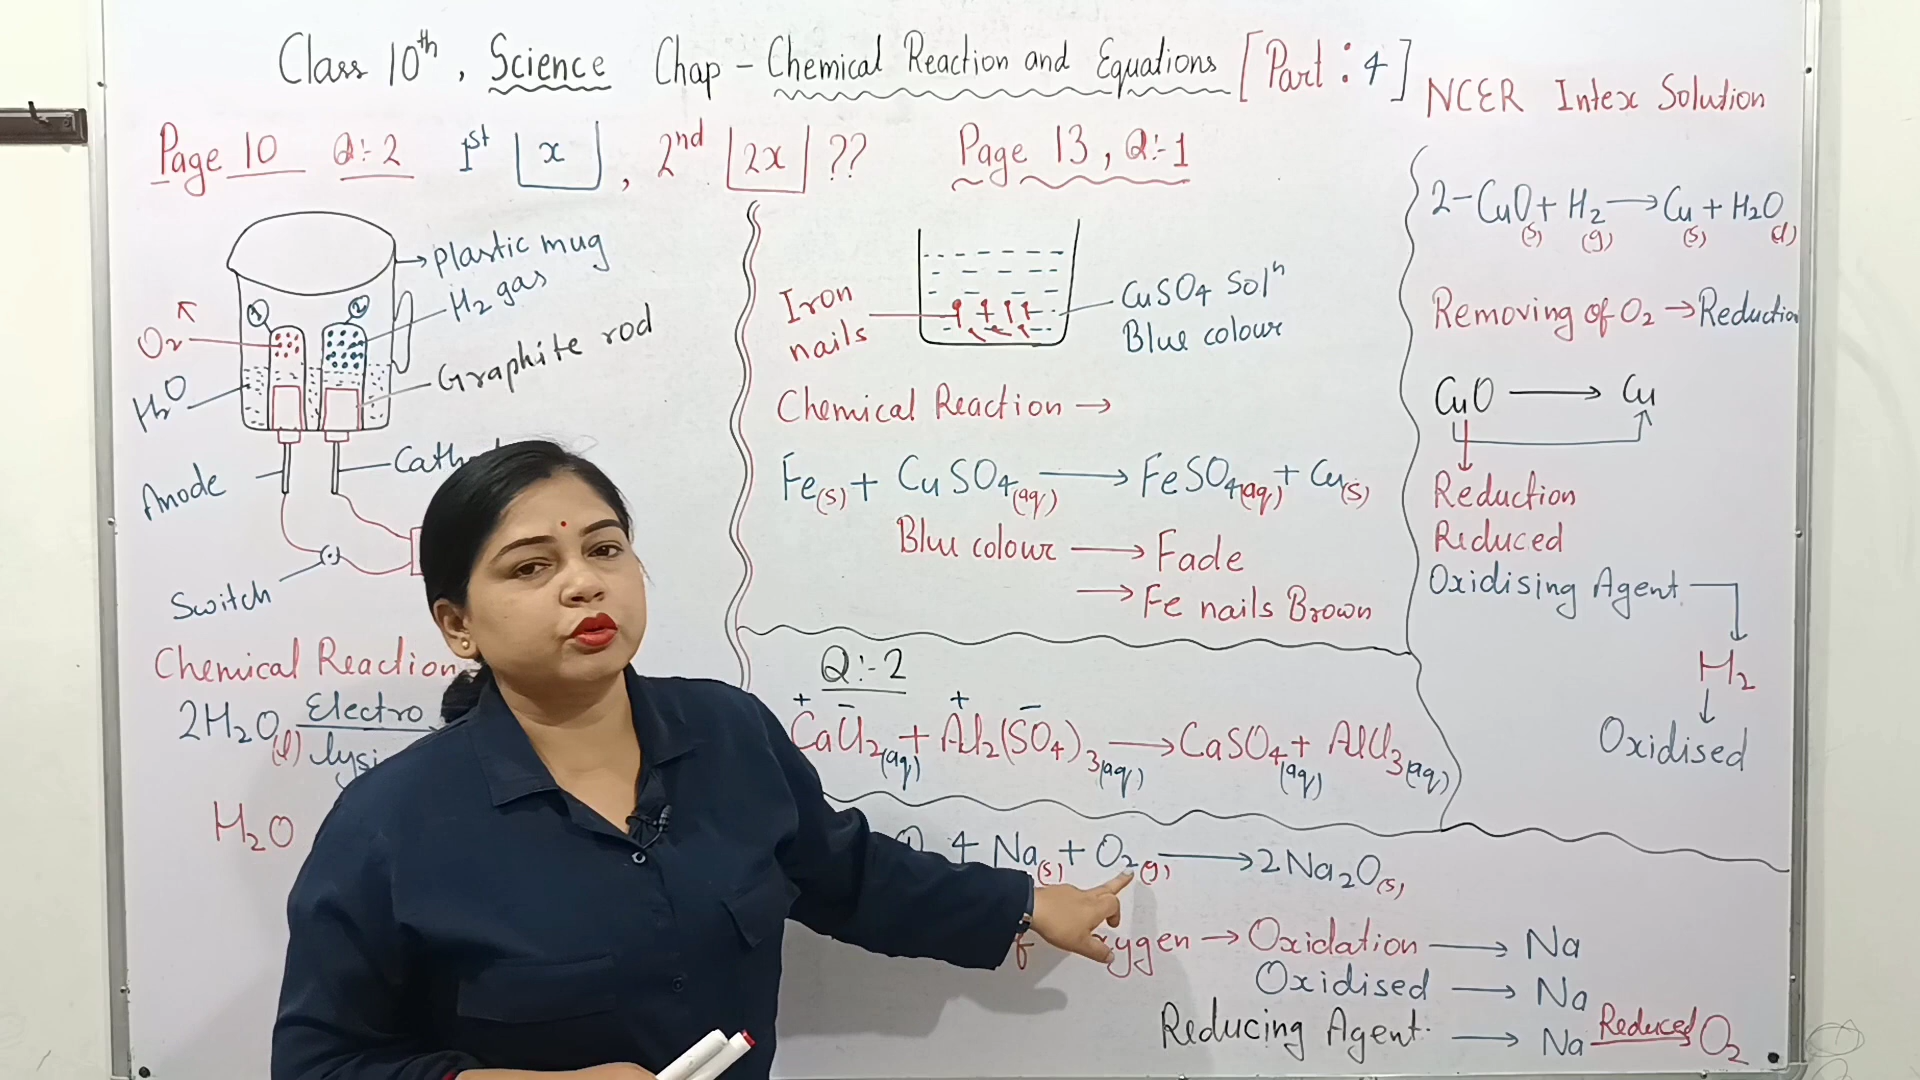 Class 10th, Science Chap - Chemical Reaction and Equations [Part : 4]
NCER Intex Solution
Page 10 Q:-2 1st x , 2nd 2x ??
Page 13, Q:-1
Plastic mug
H2 gas
1 2
O2
Graphite rod
H2O
Anode
Switch
Chemical Reaction
2H2O(l) Electro
lysi
H2O
Iron
nails
CuSO4 Solⁿ
Blue colour
Chemical Reaction →
Fe(s) + CuSO4(aq) → FeSO4(aq) + Cu(s)
Blue colour → Fade
→ Fe nails Brown
Q:-2
+ - + -
CaCl2(aq) + Al2(SO4)3(aq) → CaSO4(aq) + AlCl3(aq)
4 Na(s) + O2(g) → 2Na2O(s)
→ Oxidation → Na
Oxidised → Na
Reducing Agent → Na Reduced O2
2-CuO(s) + H2(g) → Cu(s) + H2O(l)
Removing of O2 → Reduction
CuO → Cu
Reduction
Reduced
Oxidising Agent
H2
Oxidised